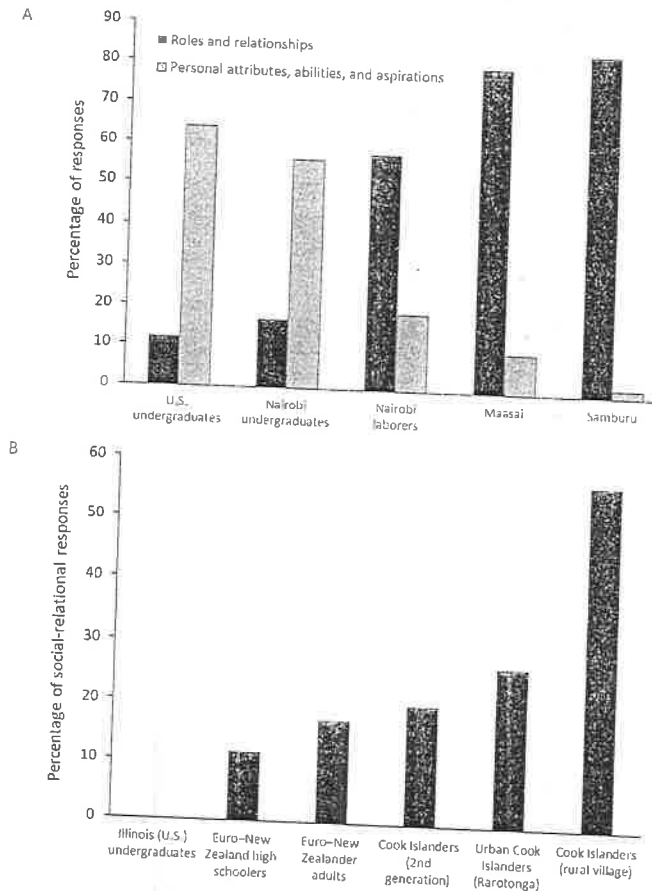 A
90
80
70
60
50
40
30
20
10
0
Percentage of responses
Roles and relationships
Personal attributes, abilities, and aspirations
U.S. undergraduates
Nairobi undergraduates
Nairobi laborers
Maasai
Samburu
B
60
50
40
30
20
10
0
Percentage of social-relational responses
Illinois (U.S.) undergraduates
Euro–New Zealand high schoolers
Euro–New Zealander adults
Cook Islanders (2nd generation)
Urban Cook Islanders (Rarotonga)
Cook Islanders (rural village)